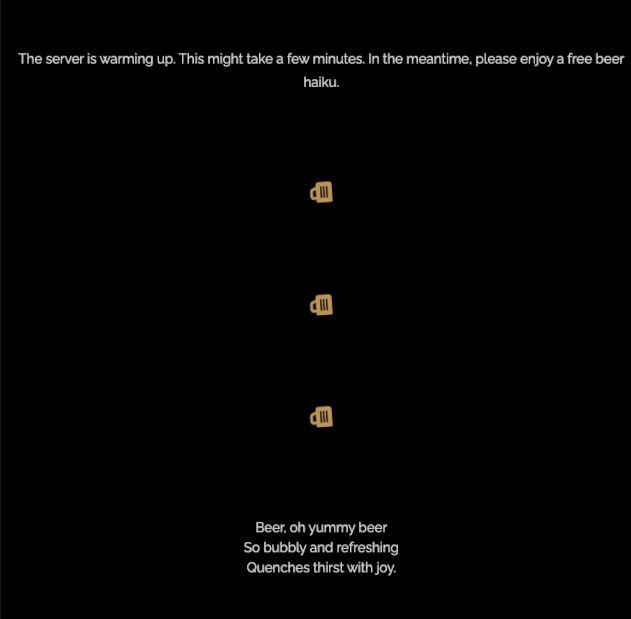 The server is warming up. This might take a few minutes. In the meantime, please enjoy a free beer
haiku.
Beer, oh yummy beer
So bubbly and refreshing
Quenches thirst with joy.